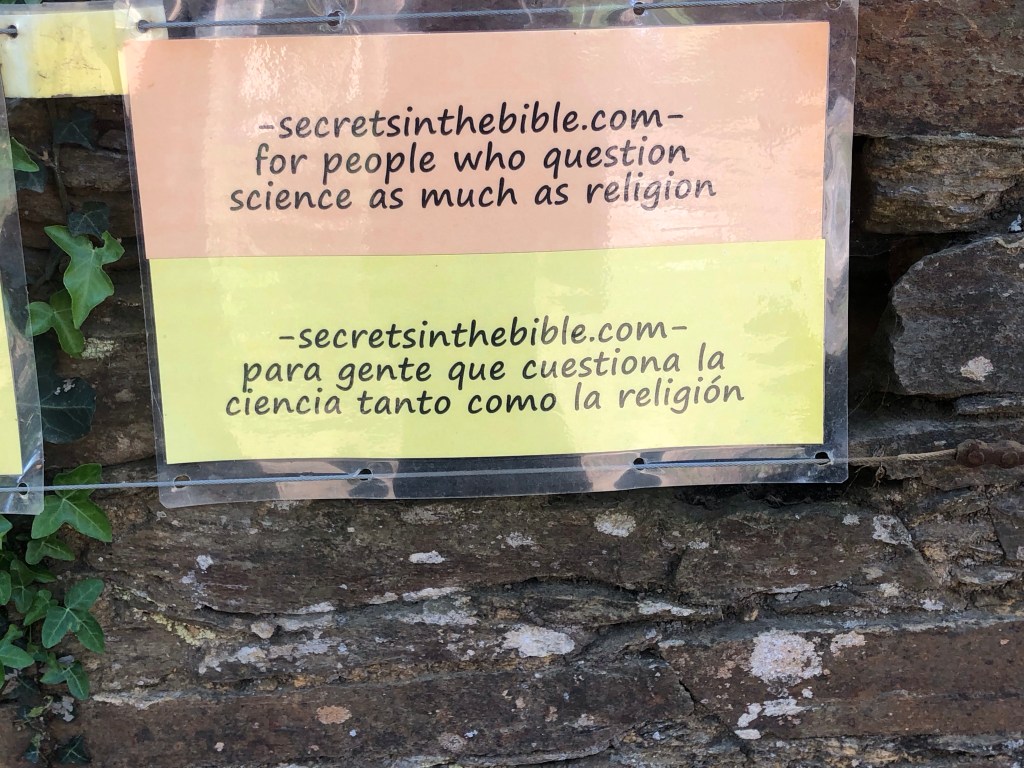 -secretsinthebible.com-
for people who question
science as much as religion
-secretsinthebible.com-
para gente que cuestiona la
ciencia tanto como la religión